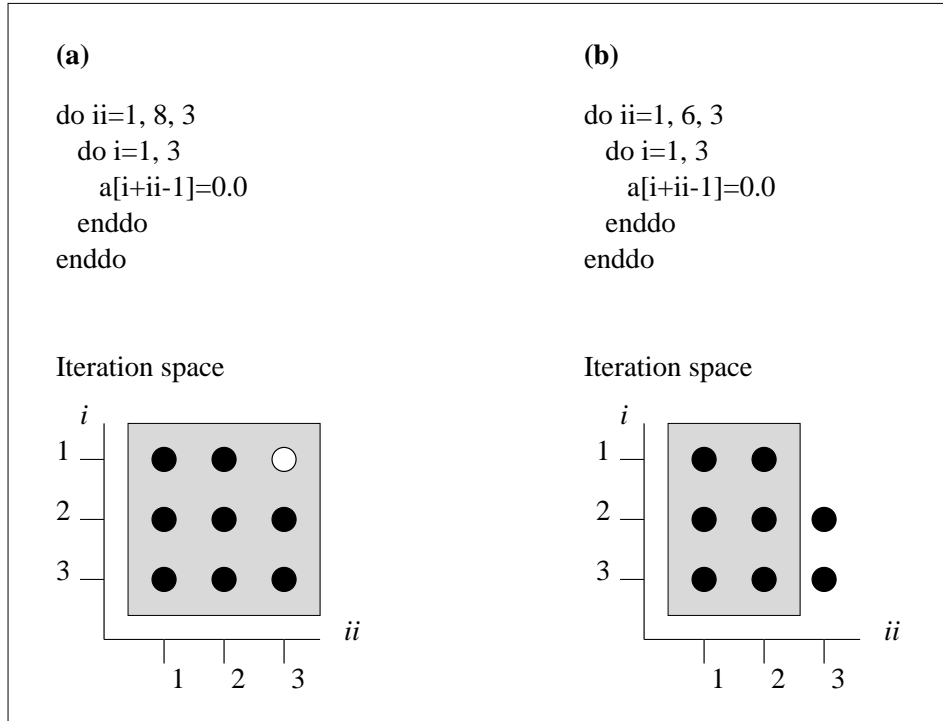 (a)
do ii=1, 8, 3
do i=1, 3
a[i+ii-1]=0.0
enddo
enddo
Iteration space
i
1
2
3
ii
1 2 3
(b)
do ii=1, 6, 3
do i=1, 3
a[i+ii-1]=0.0
enddo
enddo
Iteration space
i
1
2
3
ii
1 2 3